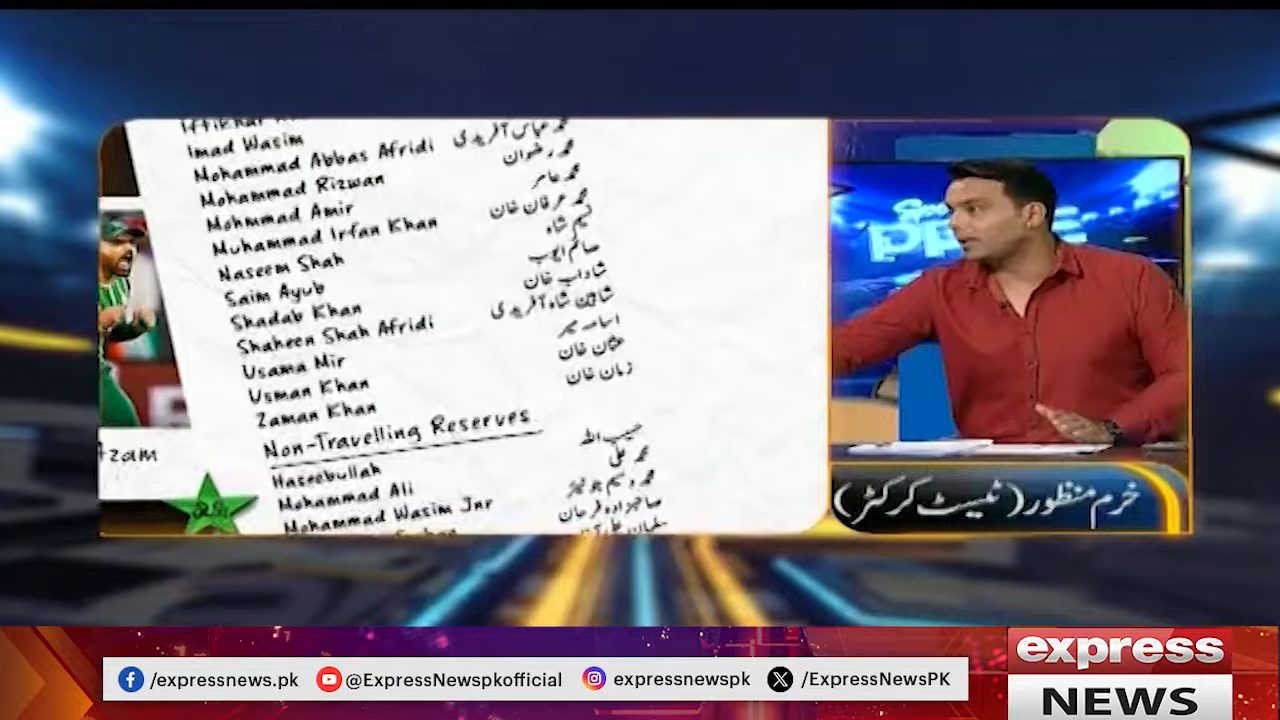 Imad Wasim
Mohammad Abbas Afridi محمد عباس آفریدی
Mohammad Rizwan محمد رضوان
Mohmmad Amir محمد عامر
Muhammad Irfan Khan محمد عرفان خان
Naseem Shah نسیم شاہ
Saim Ayub صائم ایوب
Shadab Khan شاداب خان
Shaheen Shah Afridi شاہین شاہ آفریدی
Usama Mir اسامہ میر
Usman Khan عثمان خان
Zaman Khan زمان خان
Non-Travelling Reserves
Haseebullah حسیب اللہ
Mohammad Ali محمد علی
Mohammad Wasim Jnr محمد وسیم جونیئر
صاحبزادہ فرحان
Azam
خرم منظور (ٹیسٹ کرکٹر)
/expressnews.pk @ExpressNewspkofficial expressnewspk /ExpressNewsPK
express
NEWS